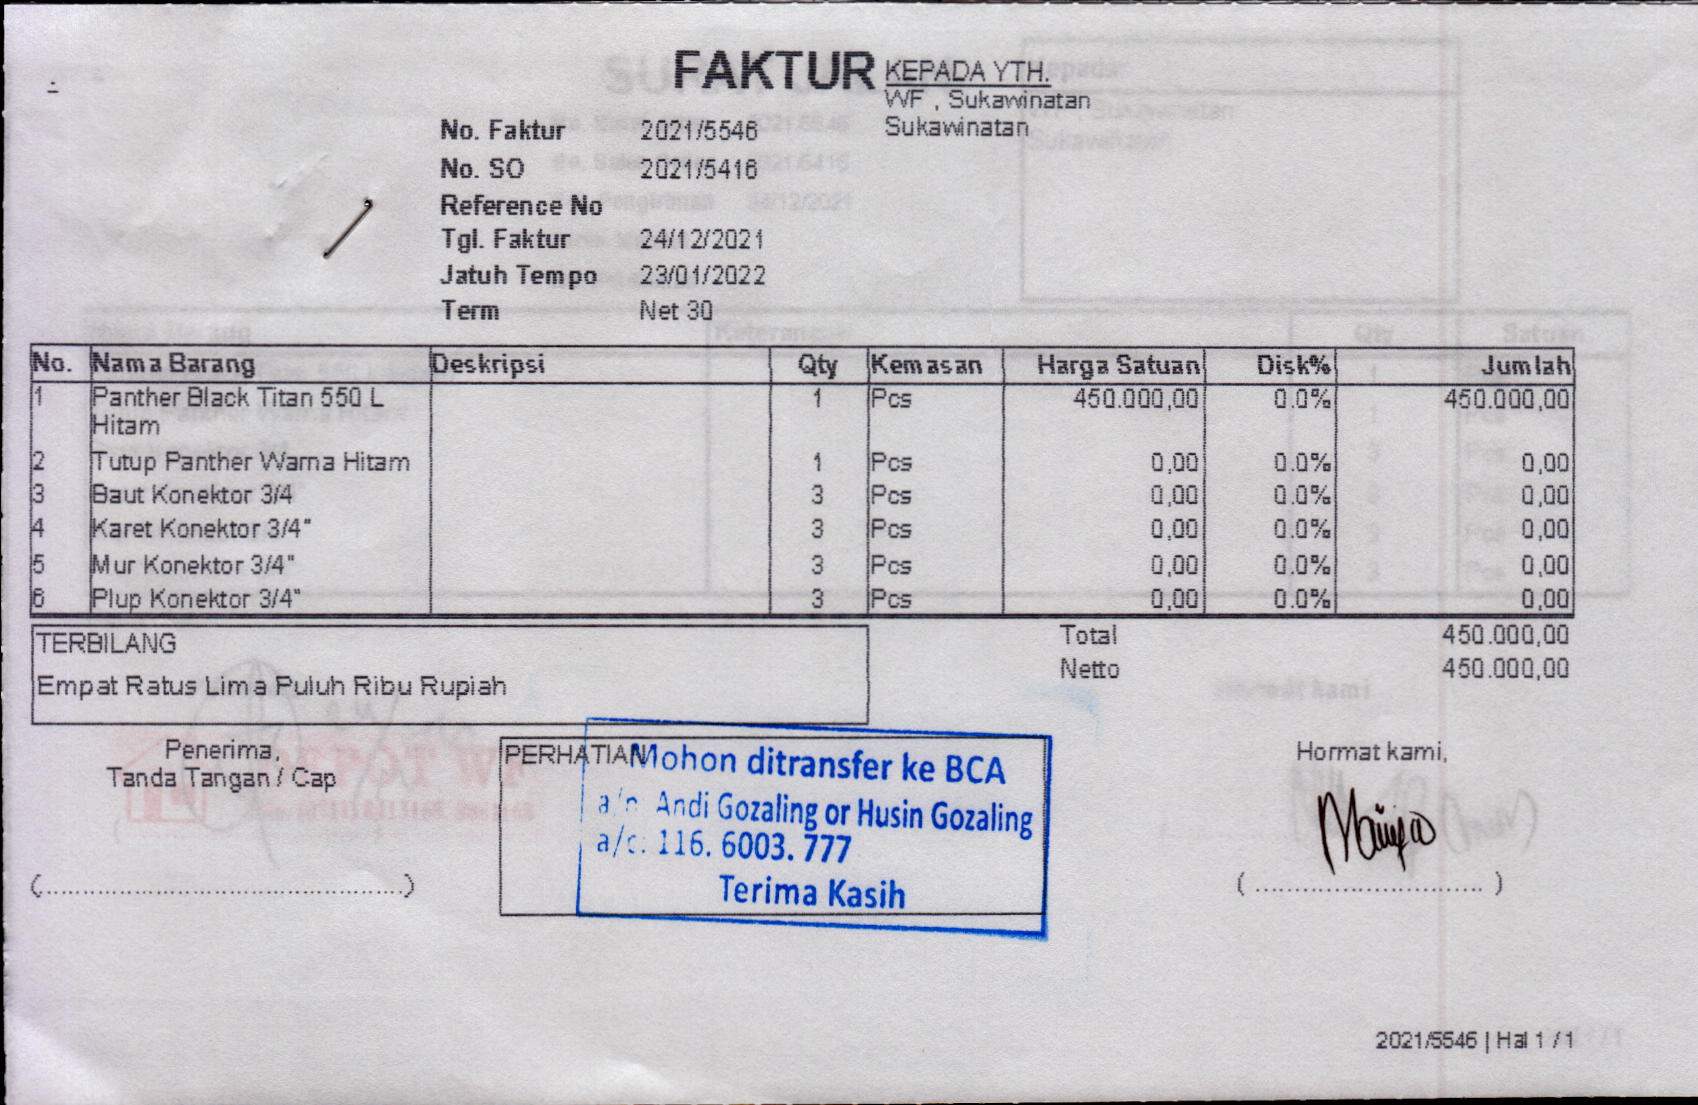 FAKTUR
KEPADA YTH.
WF , Sukawinatan
Sukawinatan
No. Faktur 2021/5546
No. SO 2021/5416
Reference No
Tgl. Faktur 24/12/2021
Jatuh Tempo 23/01/2022
Term Net 30
No. Nama Barang Deskripsi Qty Kemasan Harga Satuan Disk% Jumlah
1 Panther Black Titan 550 L 1 Pcs 450.000,00 0.0% 450.000,00
Hitam
2 Tutup Panther Warna Hitam 1 Pcs 0,00 0.0% 0,00
3 Baut Konektor 3/4 3 Pcs 0,00 0.0% 0,00
4 Karet Konektor 3/4" 3 Pcs 0,00 0.0% 0,00
5 Mur Konektor 3/4" 3 Pcs 0,00 0.0% 0,00
6 Plup Konektor 3/4" 3 Pcs 0,00 0.0% 0,00
TERBILANG
Empat Ratus Lima Puluh Ribu Rupiah
Total 450.000,00
Netto 450.000,00
Penerima,
Tanda Tangan / Cap
(............................................)
PERHATIAN
Mohon ditransfer ke BCA
a/n. Andi Gozaling or Husin Gozaling
a/c. 116. 6003. 777
Terima Kasih
Hormat kami,
( ............................ )
DEPOT WF
2021/5546 | Hal 1 / 1